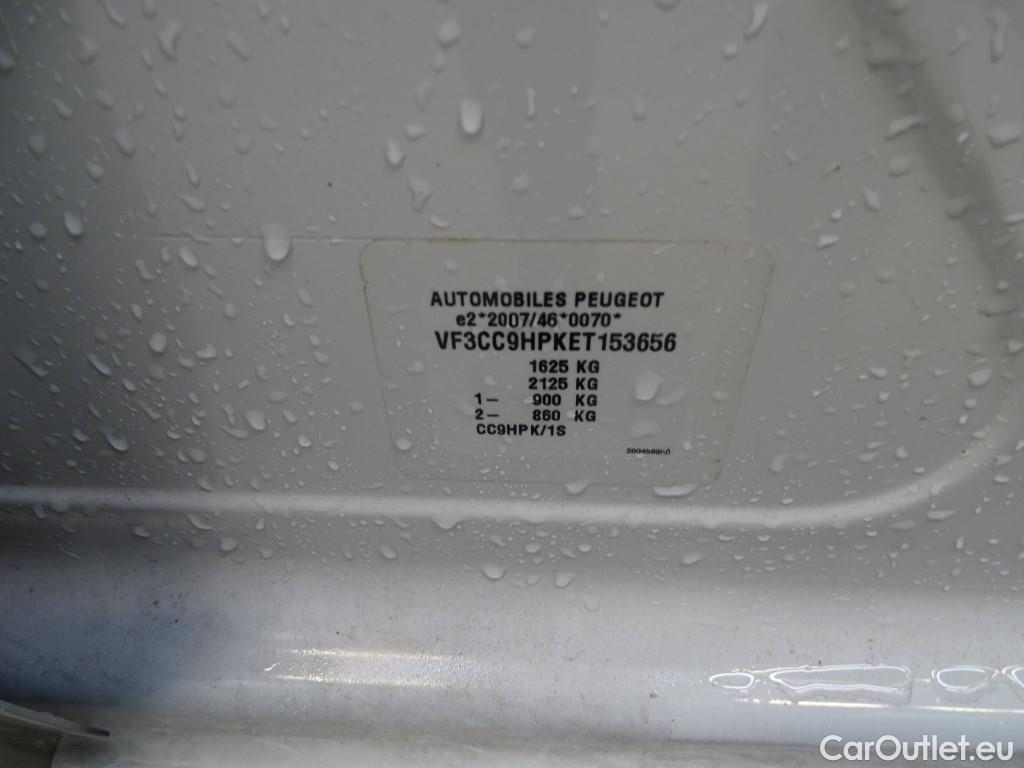 AUTOMOBILES PEUGEOT
e2*2007/46*0070*
VF3CC9HPKET153656
1625 KG
2125 KG
1- 900 KG
2- 860 KG
CC9HPK/1S
CarOutlet.eu